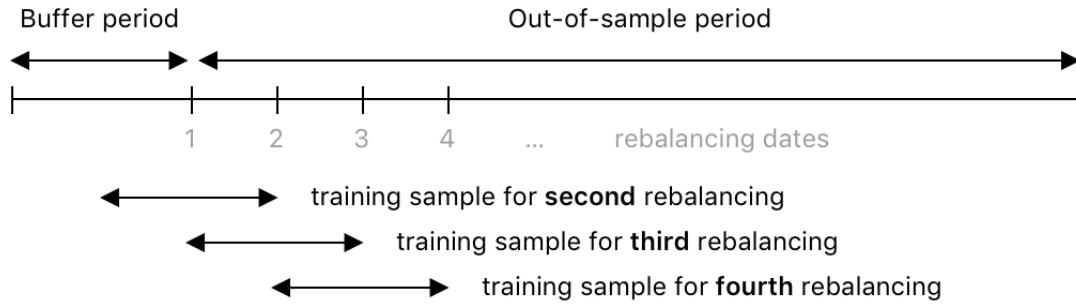 Buffer period
Out-of-sample period
1 2 3 4 ... rebalancing dates
training sample for second rebalancing
training sample for third rebalancing
training sample for fourth rebalancing